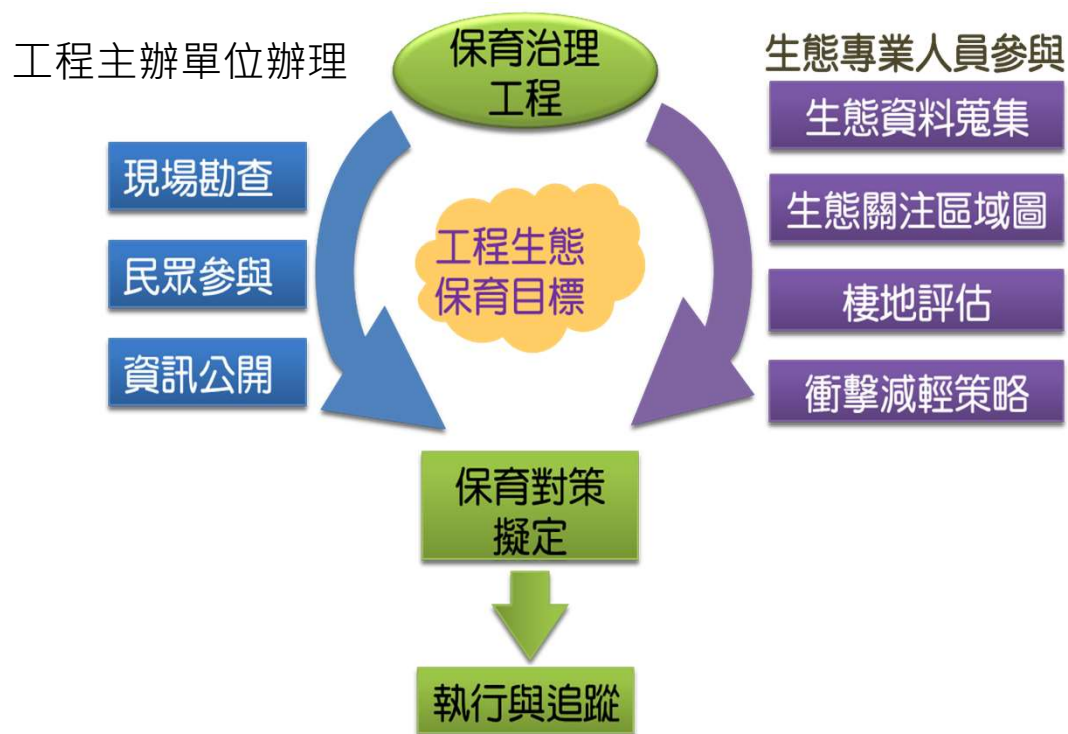 工程主辦單位辦理
保育治理
工程
生態專業人員參與
現場勘查
民眾參與
資訊公開
工程生態
保育目標
生態資料蒐集
生態關注區域圖
棲地評估
衝擊減輕策略
保育對策
擬定
執行與追蹤